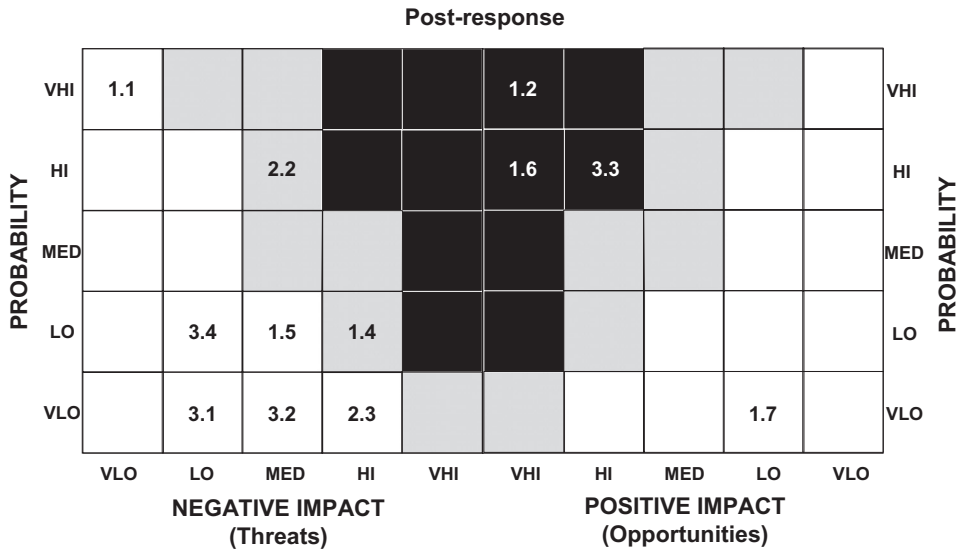 Post-response
VHI 1.1 1.2 VHI
HI 2.2 1.6 3.3 HI
MED MED
LO 3.4 1.5 1.4 LO
VLO 3.1 3.2 2.3 1.7 VLO
PROBABILITY
PROBABILITY
VLO LO MED HI VHI VHI HI MED LO VLO
NEGATIVE IMPACT
(Threats)
POSITIVE IMPACT
(Opportunities)